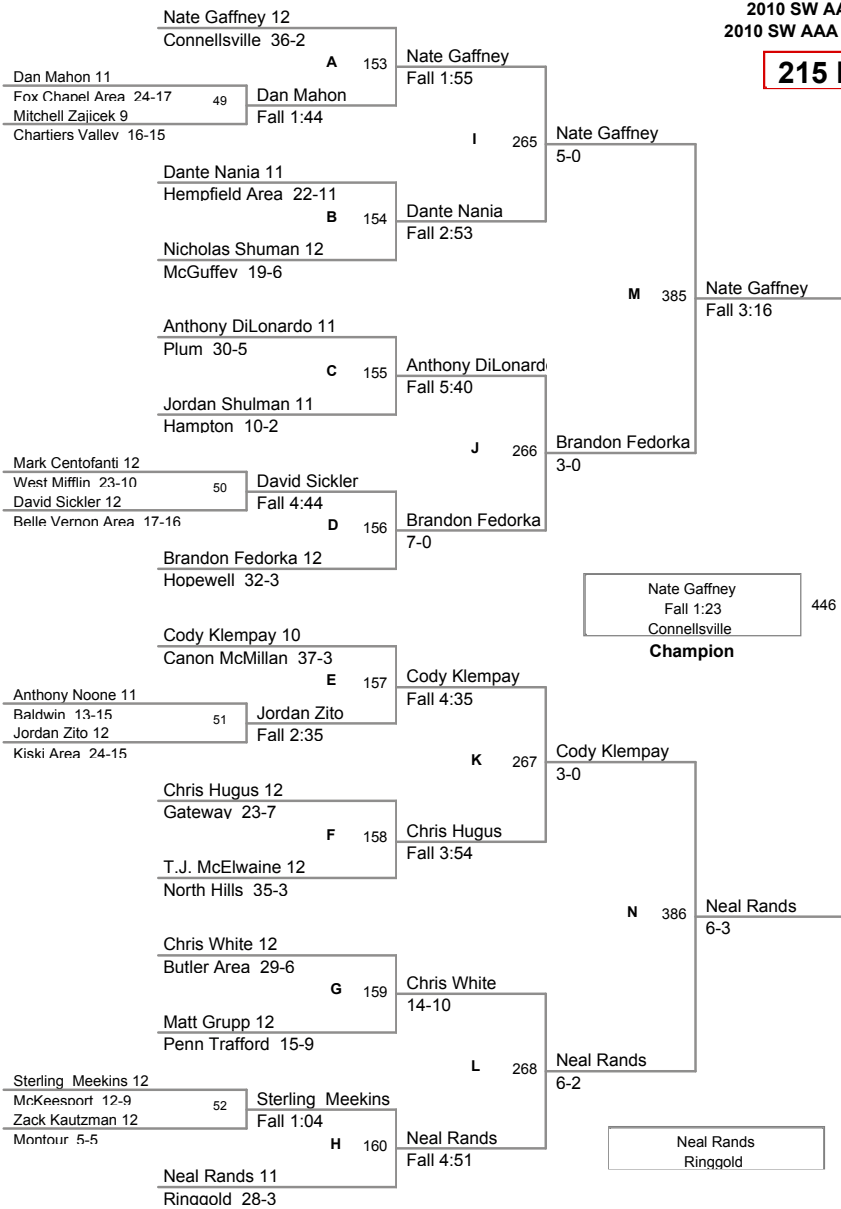 2010 SW AA
2010 SW AAA
215
Nate Gaffney 12
Connellsville 36-2
A 153
Nate Gaffney
Fall 1:55
Dan Mahon 11
Fox Chapel Area 24-17
49
Mitchell Zajicek 9
Chartiers Valley 16-15
Dan Mahon
Fall 1:44
I 265
Nate Gaffney
5-0
Dante Nania 11
Hempfield Area 22-11
B 154
Dante Nania
Fall 2:53
Nicholas Shuman 12
McGuffey 19-6
M 385
Nate Gaffney
Fall 3:16
Anthony DiLonardo 11
Plum 30-5
C 155
Anthony DiLonard
Fall 5:40
Jordan Shulman 11
Hampton 10-2
J 266
Brandon Fedorka
3-0
Mark Centofanti 12
West Mifflin 23-10
50
David Sickler 12
Belle Vernon Area 17-16
David Sickler
Fall 4:44
D 156
Brandon Fedorka
7-0
Brandon Fedorka 12
Hopewell 32-3
Nate Gaffney
Fall 1:23
Connellsville
446
Champion
Cody Klempay 10
Canon McMillan 37-3
E 157
Cody Klempay
Fall 4:35
Anthony Noone 11
Baldwin 13-15
51
Jordan Zito 12
Kiski Area 24-15
Jordan Zito
Fall 2:35
K 267
Cody Klempay
3-0
Chris Hugus 12
Gateway 23-7
F 158
Chris Hugus
Fall 3:54
T.J. McElwaine 12
North Hills 35-3
N 386
Neal Rands
6-3
Chris White 12
Butler Area 29-6
G 159
Chris White
14-10
Matt Grupp 12
Penn Trafford 15-9
L 268
Neal Rands
6-2
Sterling Meekins 12
McKeesport 12-9
52
Zack Kautzman 12
Montour 5-5
Sterling Meekins
Fall 1:04
H 160
Neal Rands
Fall 4:51
Neal Rands 11
Ringgold 28-3
Neal Rands
Ringgold